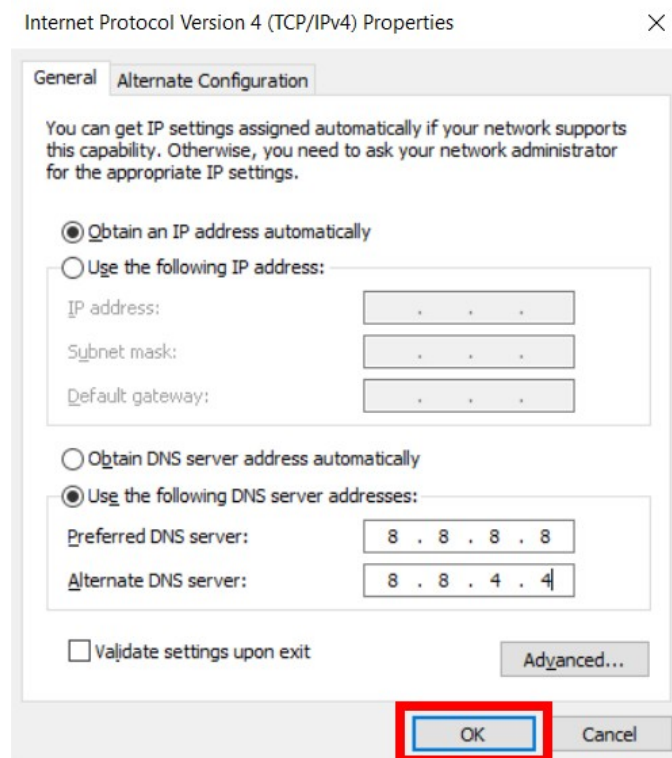 Internet Protocol Version 4 (TCP/IPv4) Properties
General
Alternate Configuration
You can get IP settings assigned automatically if your network supports
this capability. Otherwise, you need to ask your network administrator
for the appropriate IP settings.
Obtain an IP address automatically
Use the following IP address:
IP address: . . .
Subnet mask: . . .
Default gateway: . . .
Obtain DNS server address automatically
Use the following DNS server addresses:
Preferred DNS server: 8 . 8 . 8 . 8
Alternate DNS server: 8 . 8 . 4 . 4
Validate settings upon exit
Advanced...
OK
Cancel